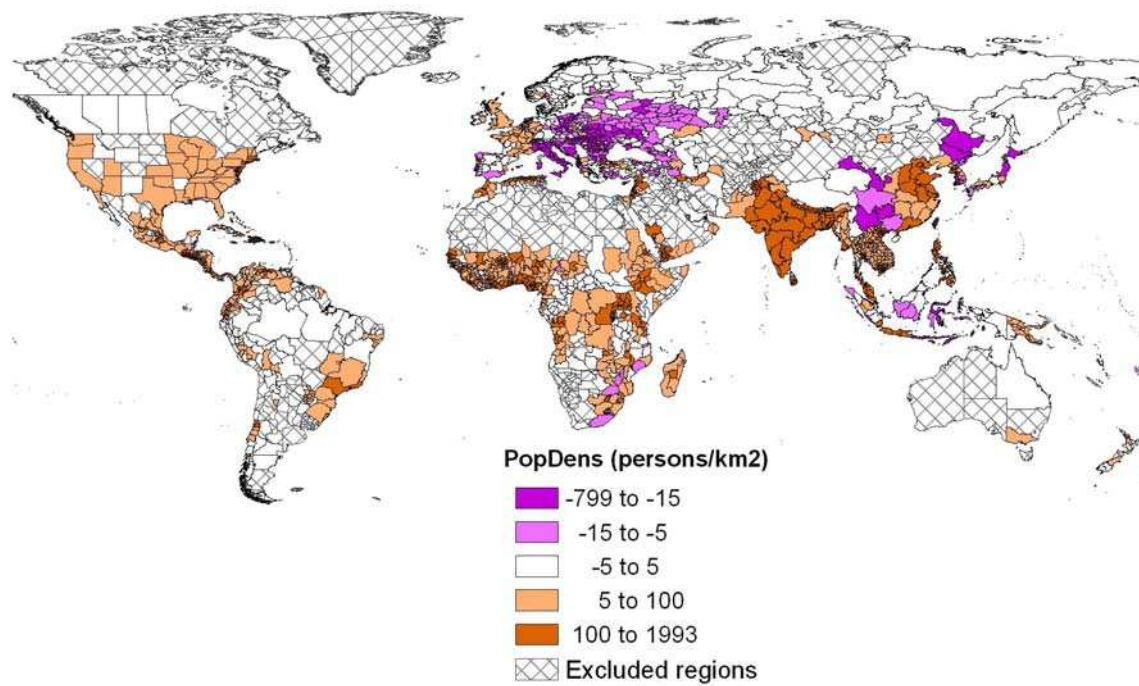 PopDens (persons/km2)
-799 to -15
-15 to -5
-5 to 5
5 to 100
100 to 1993
Excluded regions